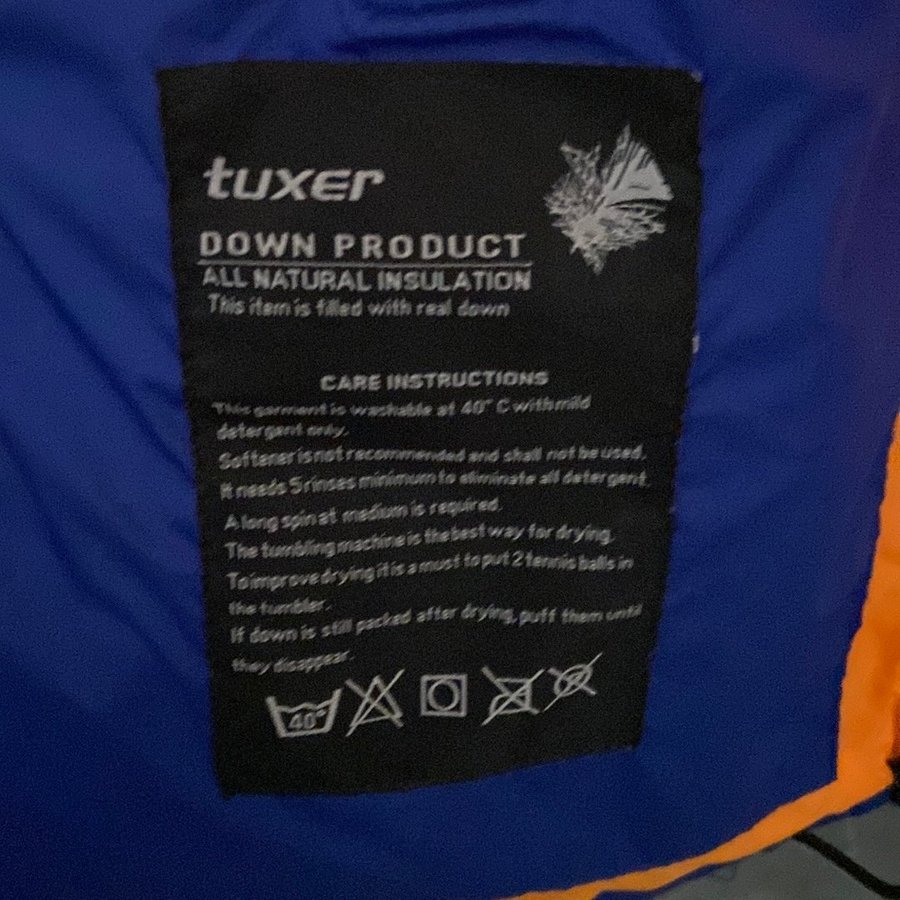 tuxer
DOWN PRODUCT
ALL NATURAL INSULATION
This item is filled with real down
CARE INSTRUCTIONS
This garment is washable at 40° C with mild
detergent only.
Softener is not recommended and shall not be used.
It needs 5 rinses minimum to eliminate all detergent.
A long spin at medium is required.
The tumbling machine is the best way for drying.
To improve drying it is a must to put 2 tennis balls in
the tumbler.
If down is still packed after drying, puff them until
they disappear.
40°